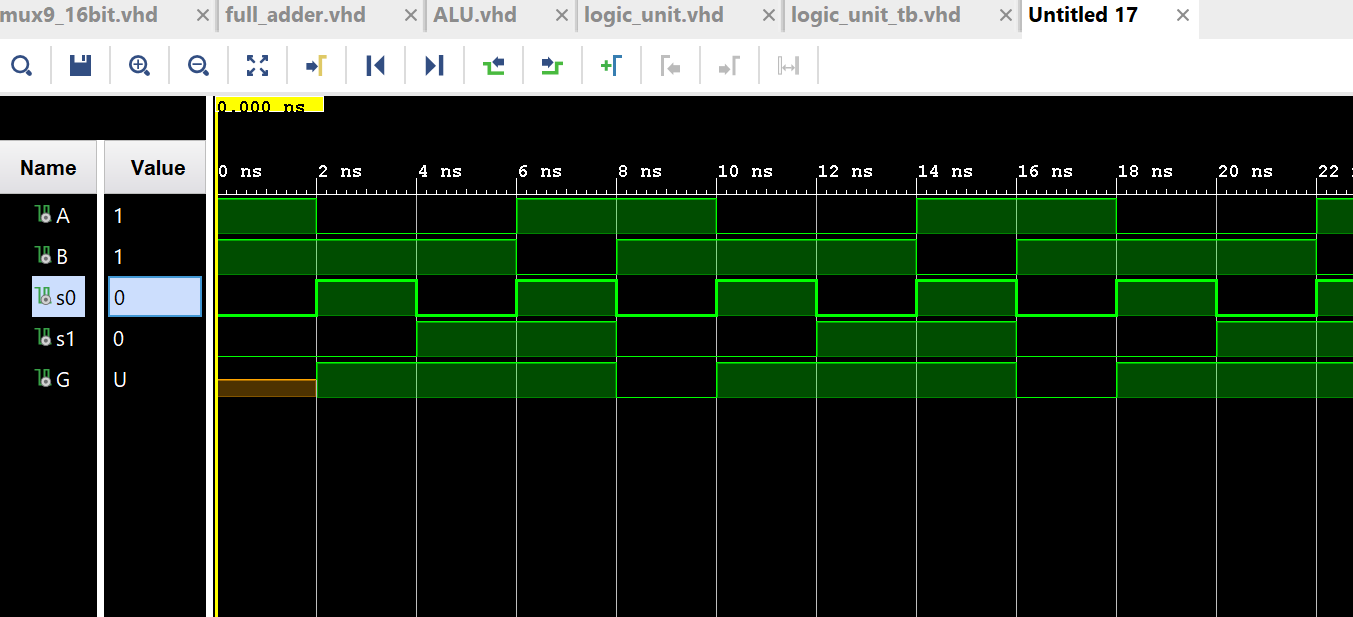 mux9_16bit.vhd × full_adder.vhd × ALU.vhd × logic_unit.vhd × logic_unit_tb.vhd × Untitled 17 ×
0.000 ns
Name Value
0 ns 2 ns 4 ns 6 ns 8 ns 10 ns 12 ns 14 ns 16 ns 18 ns 20 ns 22
A 1
B 1
s0 0
s1 0
G U